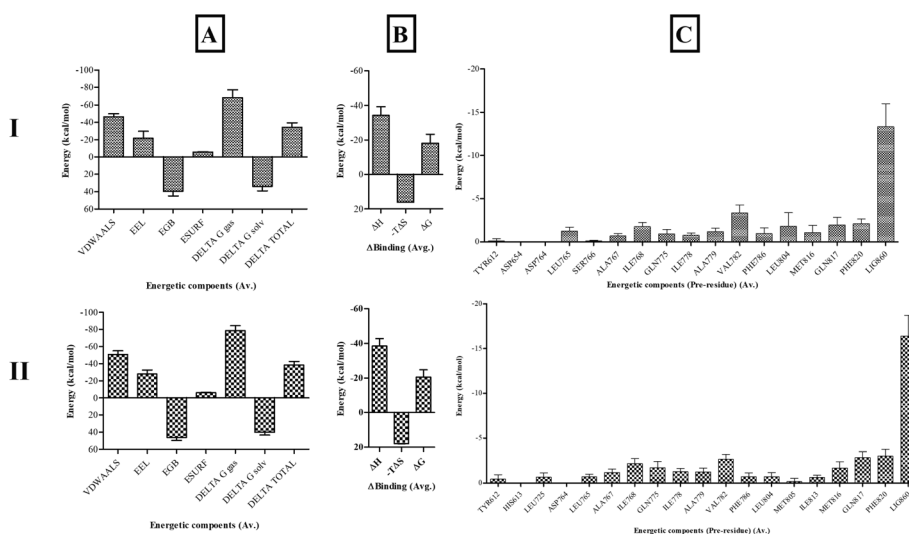 A
B
C
I
Energy (kcal/mol)
-100
-80
-60
-40
-20
0
20
40
60
VDWAALS
EEL
EGB
ESURF
DELTA G gas
DELTA G solv
DELTA TOTAL
Energetic compoents (Av.)
Energy (kcal/mol)
-60
-40
-20
0
20
ΔH
-TΔS
ΔG
ΔBinding (Avg.)
Energy (kcal/mol)
-20
-15
-10
-5
0
TYR612
ASP654
ASP764
LEU765
SER766
ALA767
ILE768
GLN775
ILE778
ALA779
VAL782
PHE786
LEU804
MET816
GLN817
PHE820
LIG860
Energetic compoents (Pre-residue) (Av.)
II
Energy (kcal/mol)
-100
-80
-60
-40
-20
0
20
40
60
VDWAALS
EEL
EGB
ESURF
DELTA G gas
DELTA G solv
DELTA TOTAL
Energetic compoents (Av.)
Energy (kcal/mol)
-60
-40
-20
0
20
ΔH
-TΔS
ΔG
ΔBinding (Avg.)
Energy (kcal/mol)
-20
-15
-10
-5
0
TYR612
HIS613
LEU725
ASP764
LEU765
ALA767
ILE768
GLN775
ILE778
ALA779
VAL782
PHE786
LEU804
MET805
ILE813
MET816
GLN817
PHE820
LIG860
Energetic compoents (Pre-residue) (Av.)